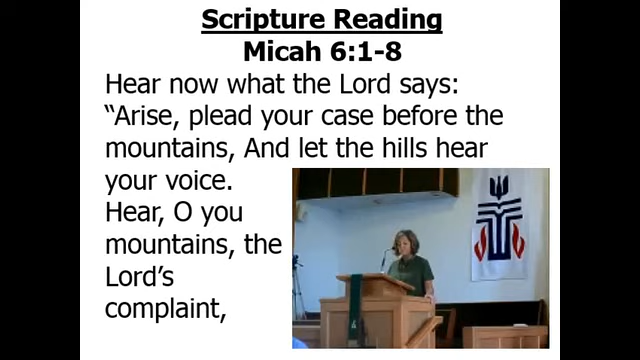 Scripture Reading
Micah 6:1-8
Hear now what the Lord says:
“Arise, plead your case before the
mountains, And let the hills hear
your voice.
Hear, O you
mountains, the
Lord’s
complaint,